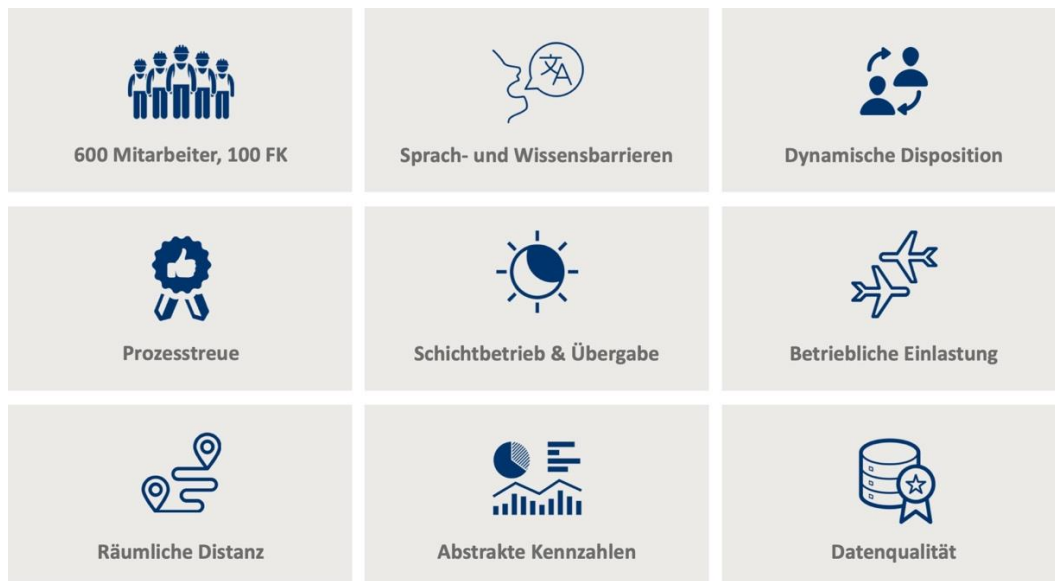 600 Mitarbeiter, 100 FK
Sprach- und Wissensbarrieren
Dynamische Disposition
Prozesstreue
Schichtbetrieb & Übergabe
Betriebliche Einlastung
Räumliche Distanz
Abstrakte Kennzahlen
Datenqualität